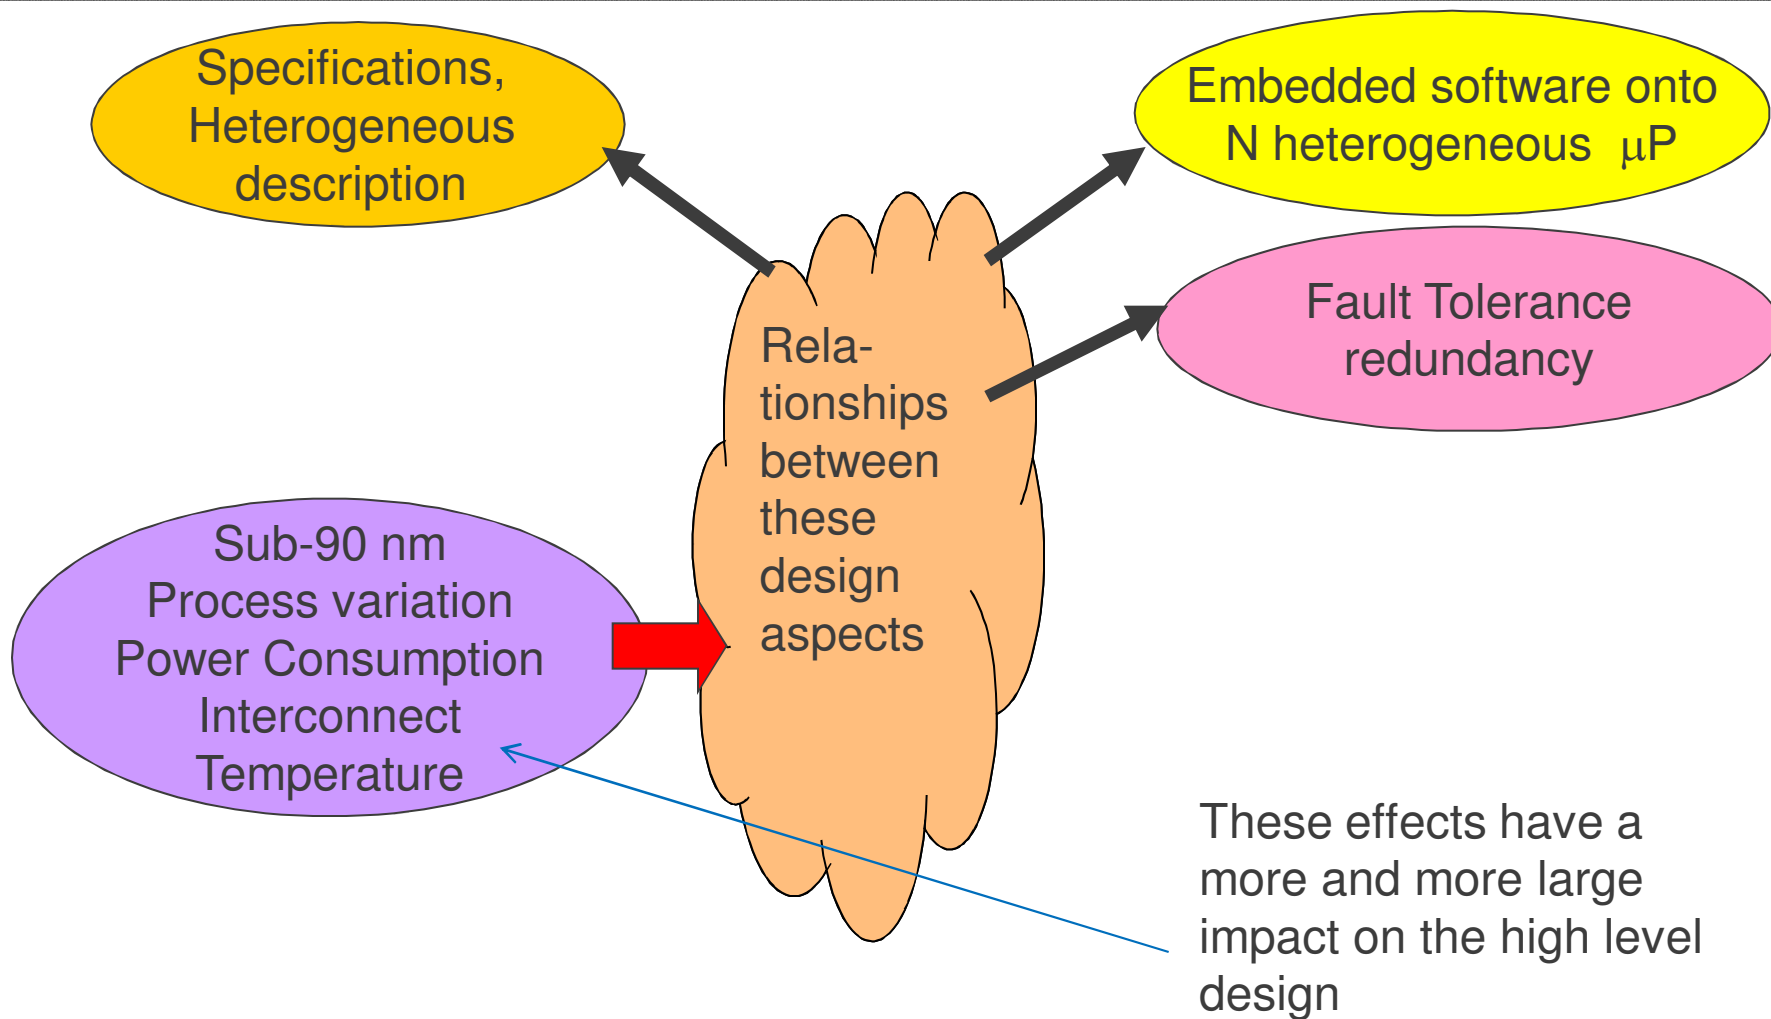 Specifications,
Heterogeneous
description
Embedded software onto
N heterogeneous μP
Fault Tolerance
redundancy
Rela-
tionships
between
these
design
aspects
Sub-90 nm
Process variation
Power Consumption
Interconnect
Temperature
These effects have a
more and more large
impact on the high level
design